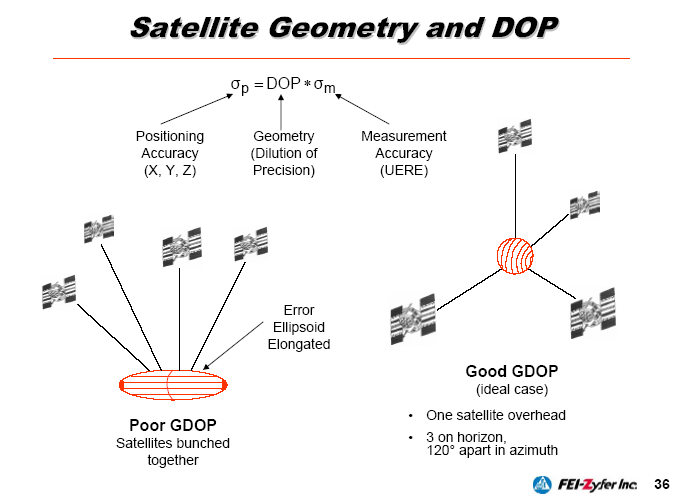 Satellite Geometry and DOP
σp = DOP * σm
Positioning
Accuracy
(X, Y, Z)
Geometry
(Dilution of
Precision)
Measurement
Accuracy
(UERE)
Error
Ellipsoid
Elongated
Poor GDOP
Satellites bunched
together
Good GDOP
(ideal case)
• One satellite overhead
• 3 on horizon,
120° apart in azimuth
FEI-Zyfer Inc. 36